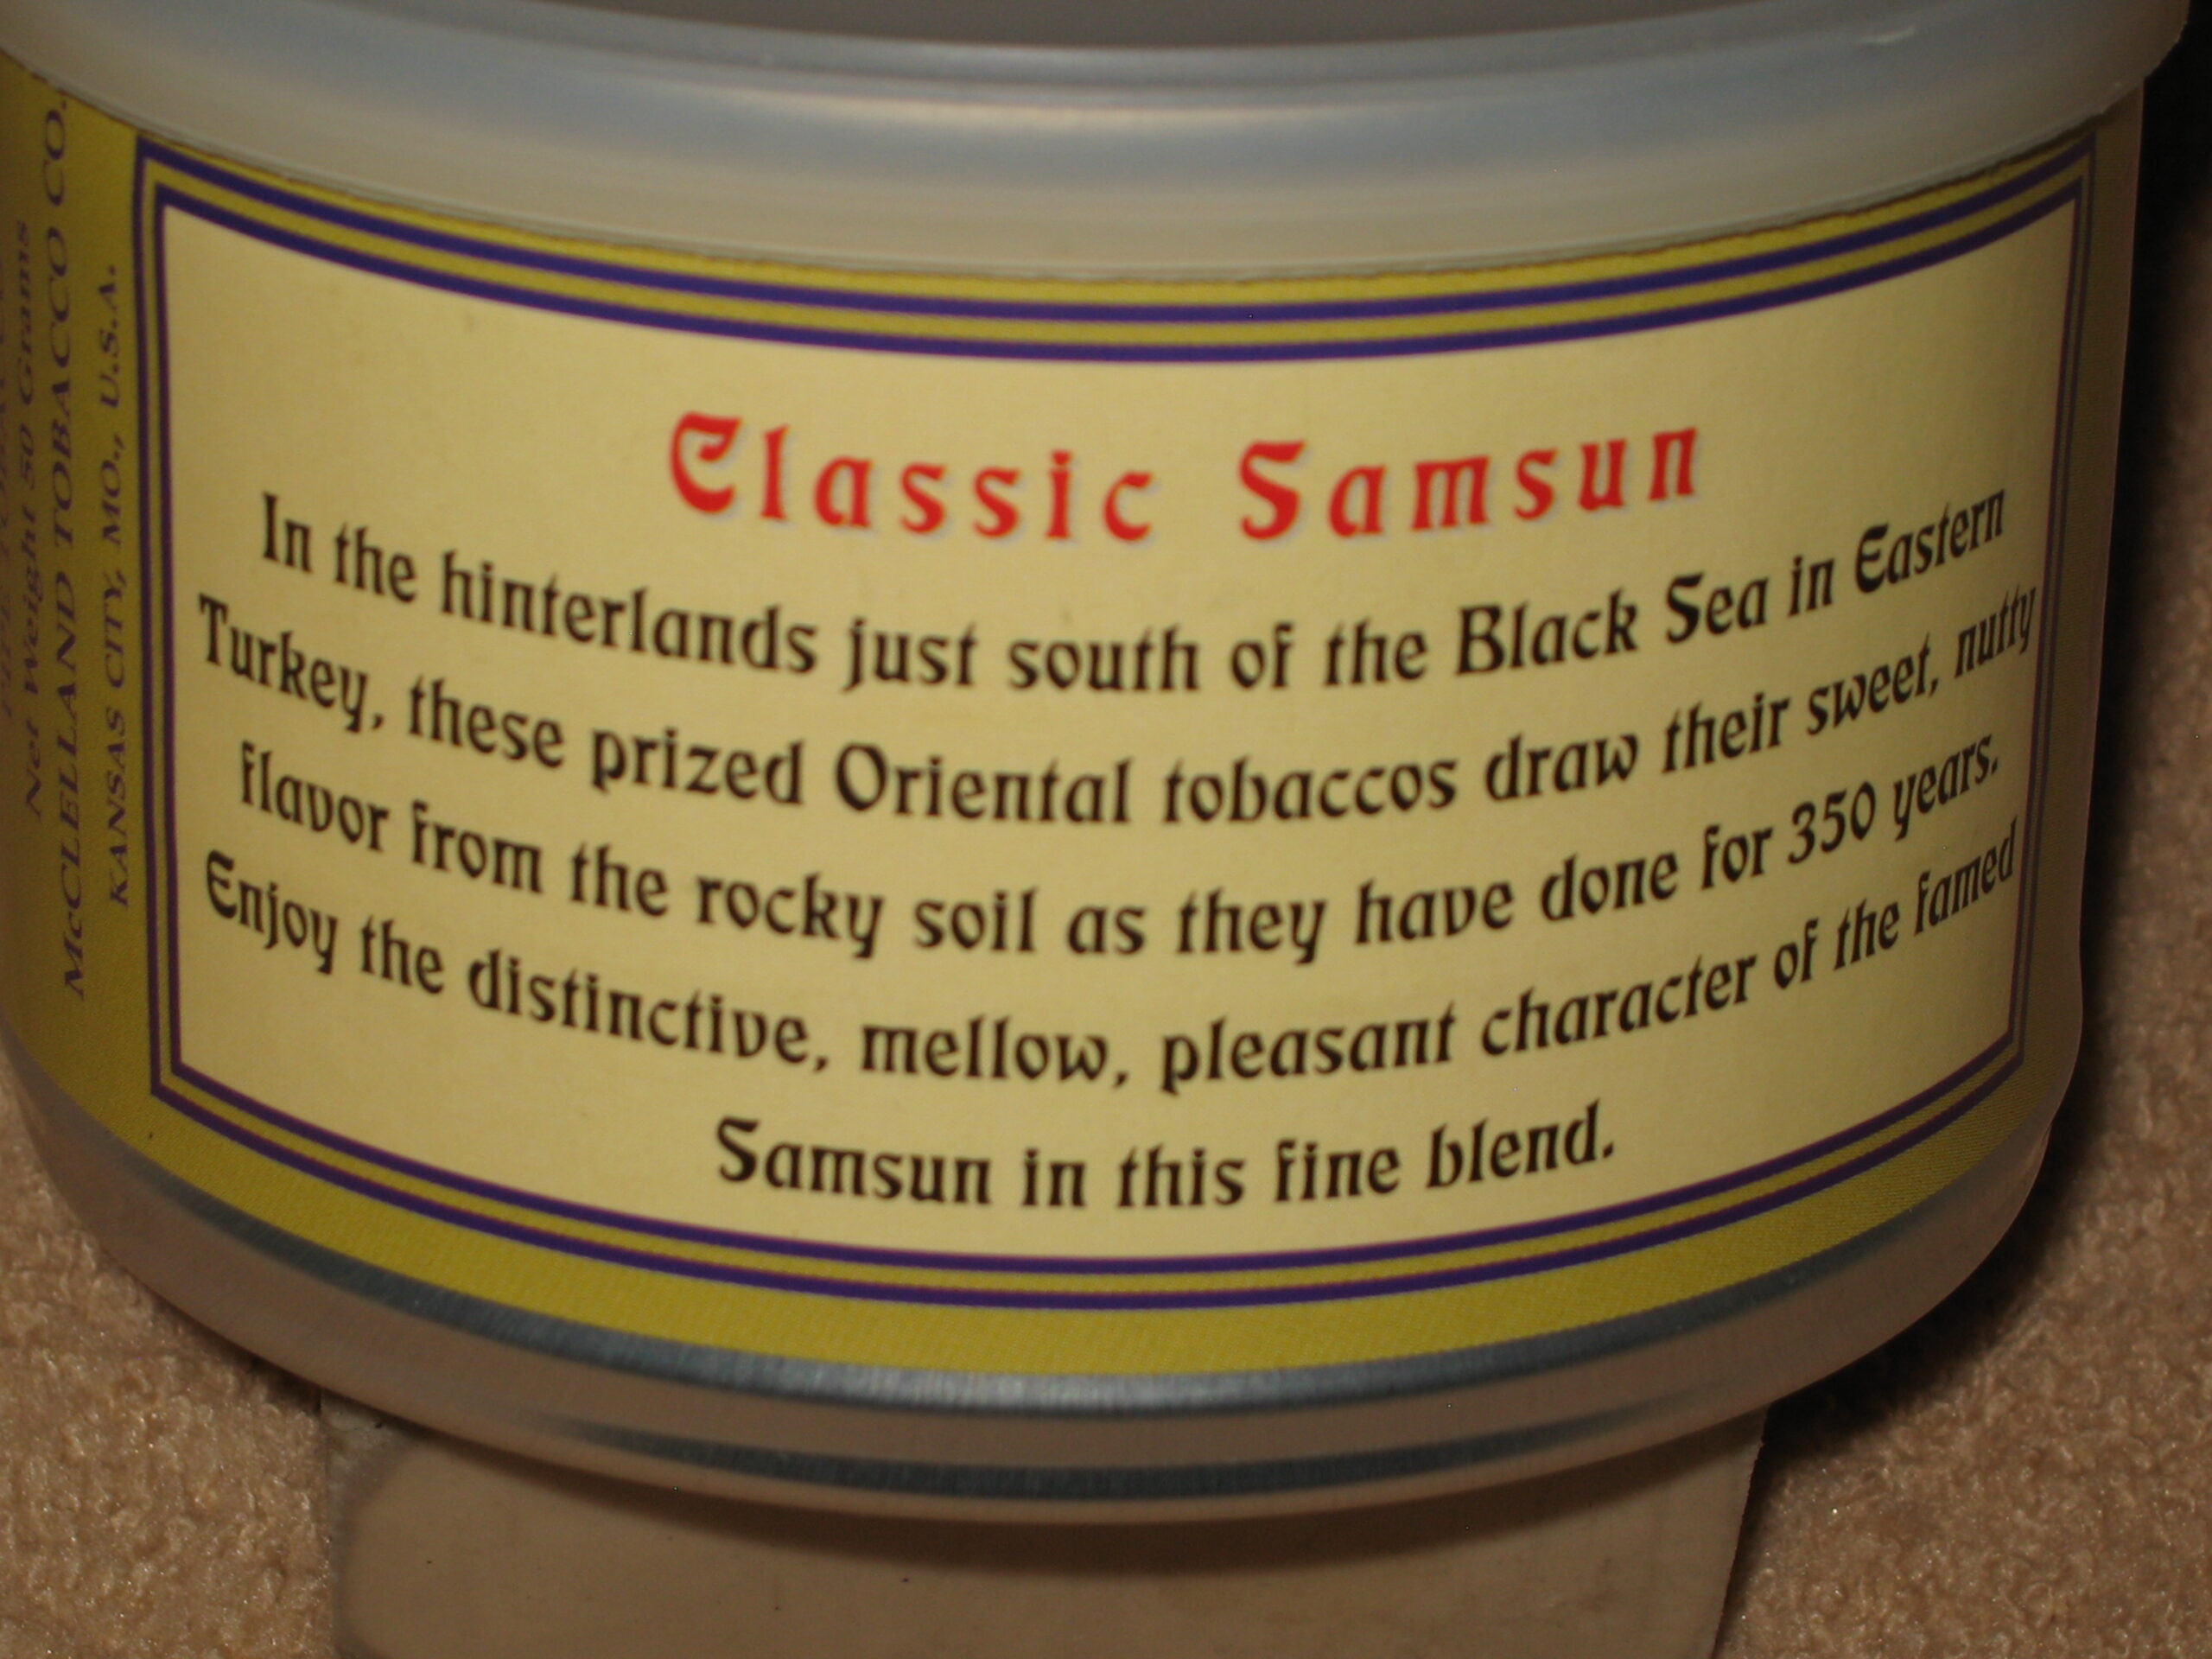 Net Weight 50 Grams
McCLELLAND TOBACCO CO.
KANSAS CITY, MO., U.S.A.
Classic Samsun
In the hinterlands just south of the Black Sea in Eastern
Turkey, these prized Oriental tobaccos draw their sweet, nutty
flavor from the rocky soil as they have done for 350 years.
Enjoy the distinctive, mellow, pleasant character of the famed
Samsun in this fine blend.